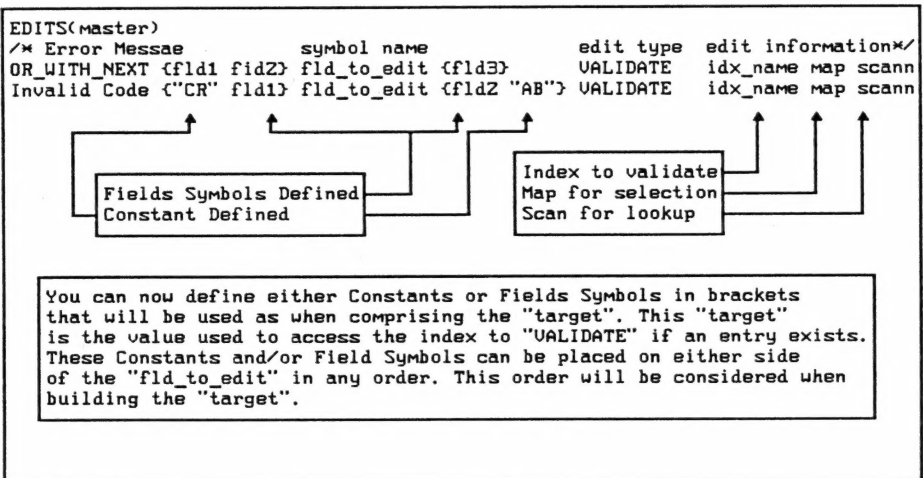 EDITS(master)
/* Error Messae symbol name edit type edit information*/
OR_WITH_NEXT {fld1 fid2} fld_to_edit {fld3} VALIDATE idx_name map scann
Invalid Code {"CR" fld1} fld_to_edit {fld2 "AB"} VALIDATE idx_name map scann
Fields Symbols Defined
Constant Defined
Index to validate
Map for selection
Scan for lookup
You can now define either Constants or Fields Symbols in brackets
that will be used as when comprising the "target". This "target"
is the value used to access the index to "VALIDATE" if an entry exists.
These Constants and/or Field Symbols can be placed on either side
of the "fld_to_edit" in any order. This order will be considered when
building the "target".